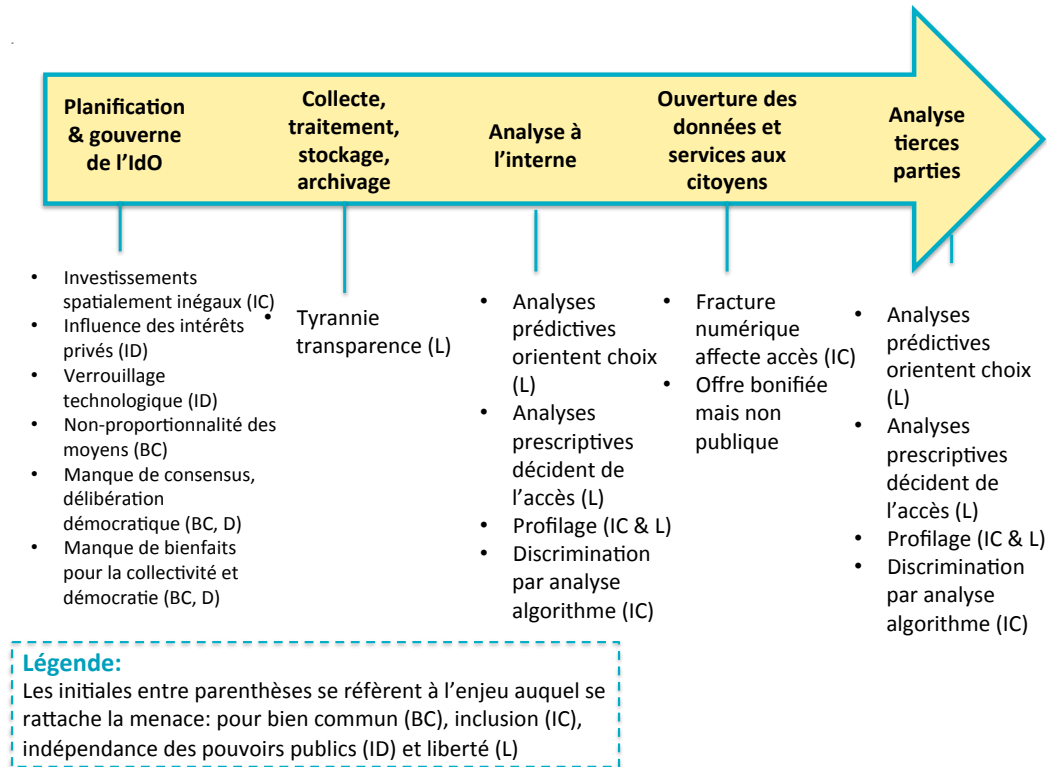 Planification
& gouverne
de l'IdO
Collecte,
traitement,
stockage,
archivage
Analyse à
l'interne
Ouverture des
données et
services aux
citoyens
Analyse
tierces
parties
• Investissements
spatialement inégaux (IC)
• Influence des intérêts
privés (ID)
• Verrouillage
technologique (ID)
• Non-proportionnalité des
moyens (BC)
• Manque de consensus,
délibération
démocratique (BC, D)
• Manque de bienfaits
pour la collectivité et
démocratie (BC, D)
• Tyrannie
transparence (L)
• Analyses
prédictives
orientent choix
(L)
• Analyses
prescriptives
décident de
l'accès (L)
• Profilage (IC & L)
• Discrimination
par analyse
algorithme (IC)
• Fracture
numérique
affecte accès (IC)
• Offre bonifiée
mais non
publique
• Analyses
prédictives
orientent choix
(L)
• Analyses
prescriptives
décident de
l'accès (L)
• Profilage (IC & L)
• Discrimination
par analyse
algorithme (IC)
Légende:
Les initiales entre parenthèses se réfèrent à l'enjeu auquel se
rattache la menace: pour bien commun (BC), inclusion (IC),
indépendance des pouvoirs publics (ID) et liberté (L)